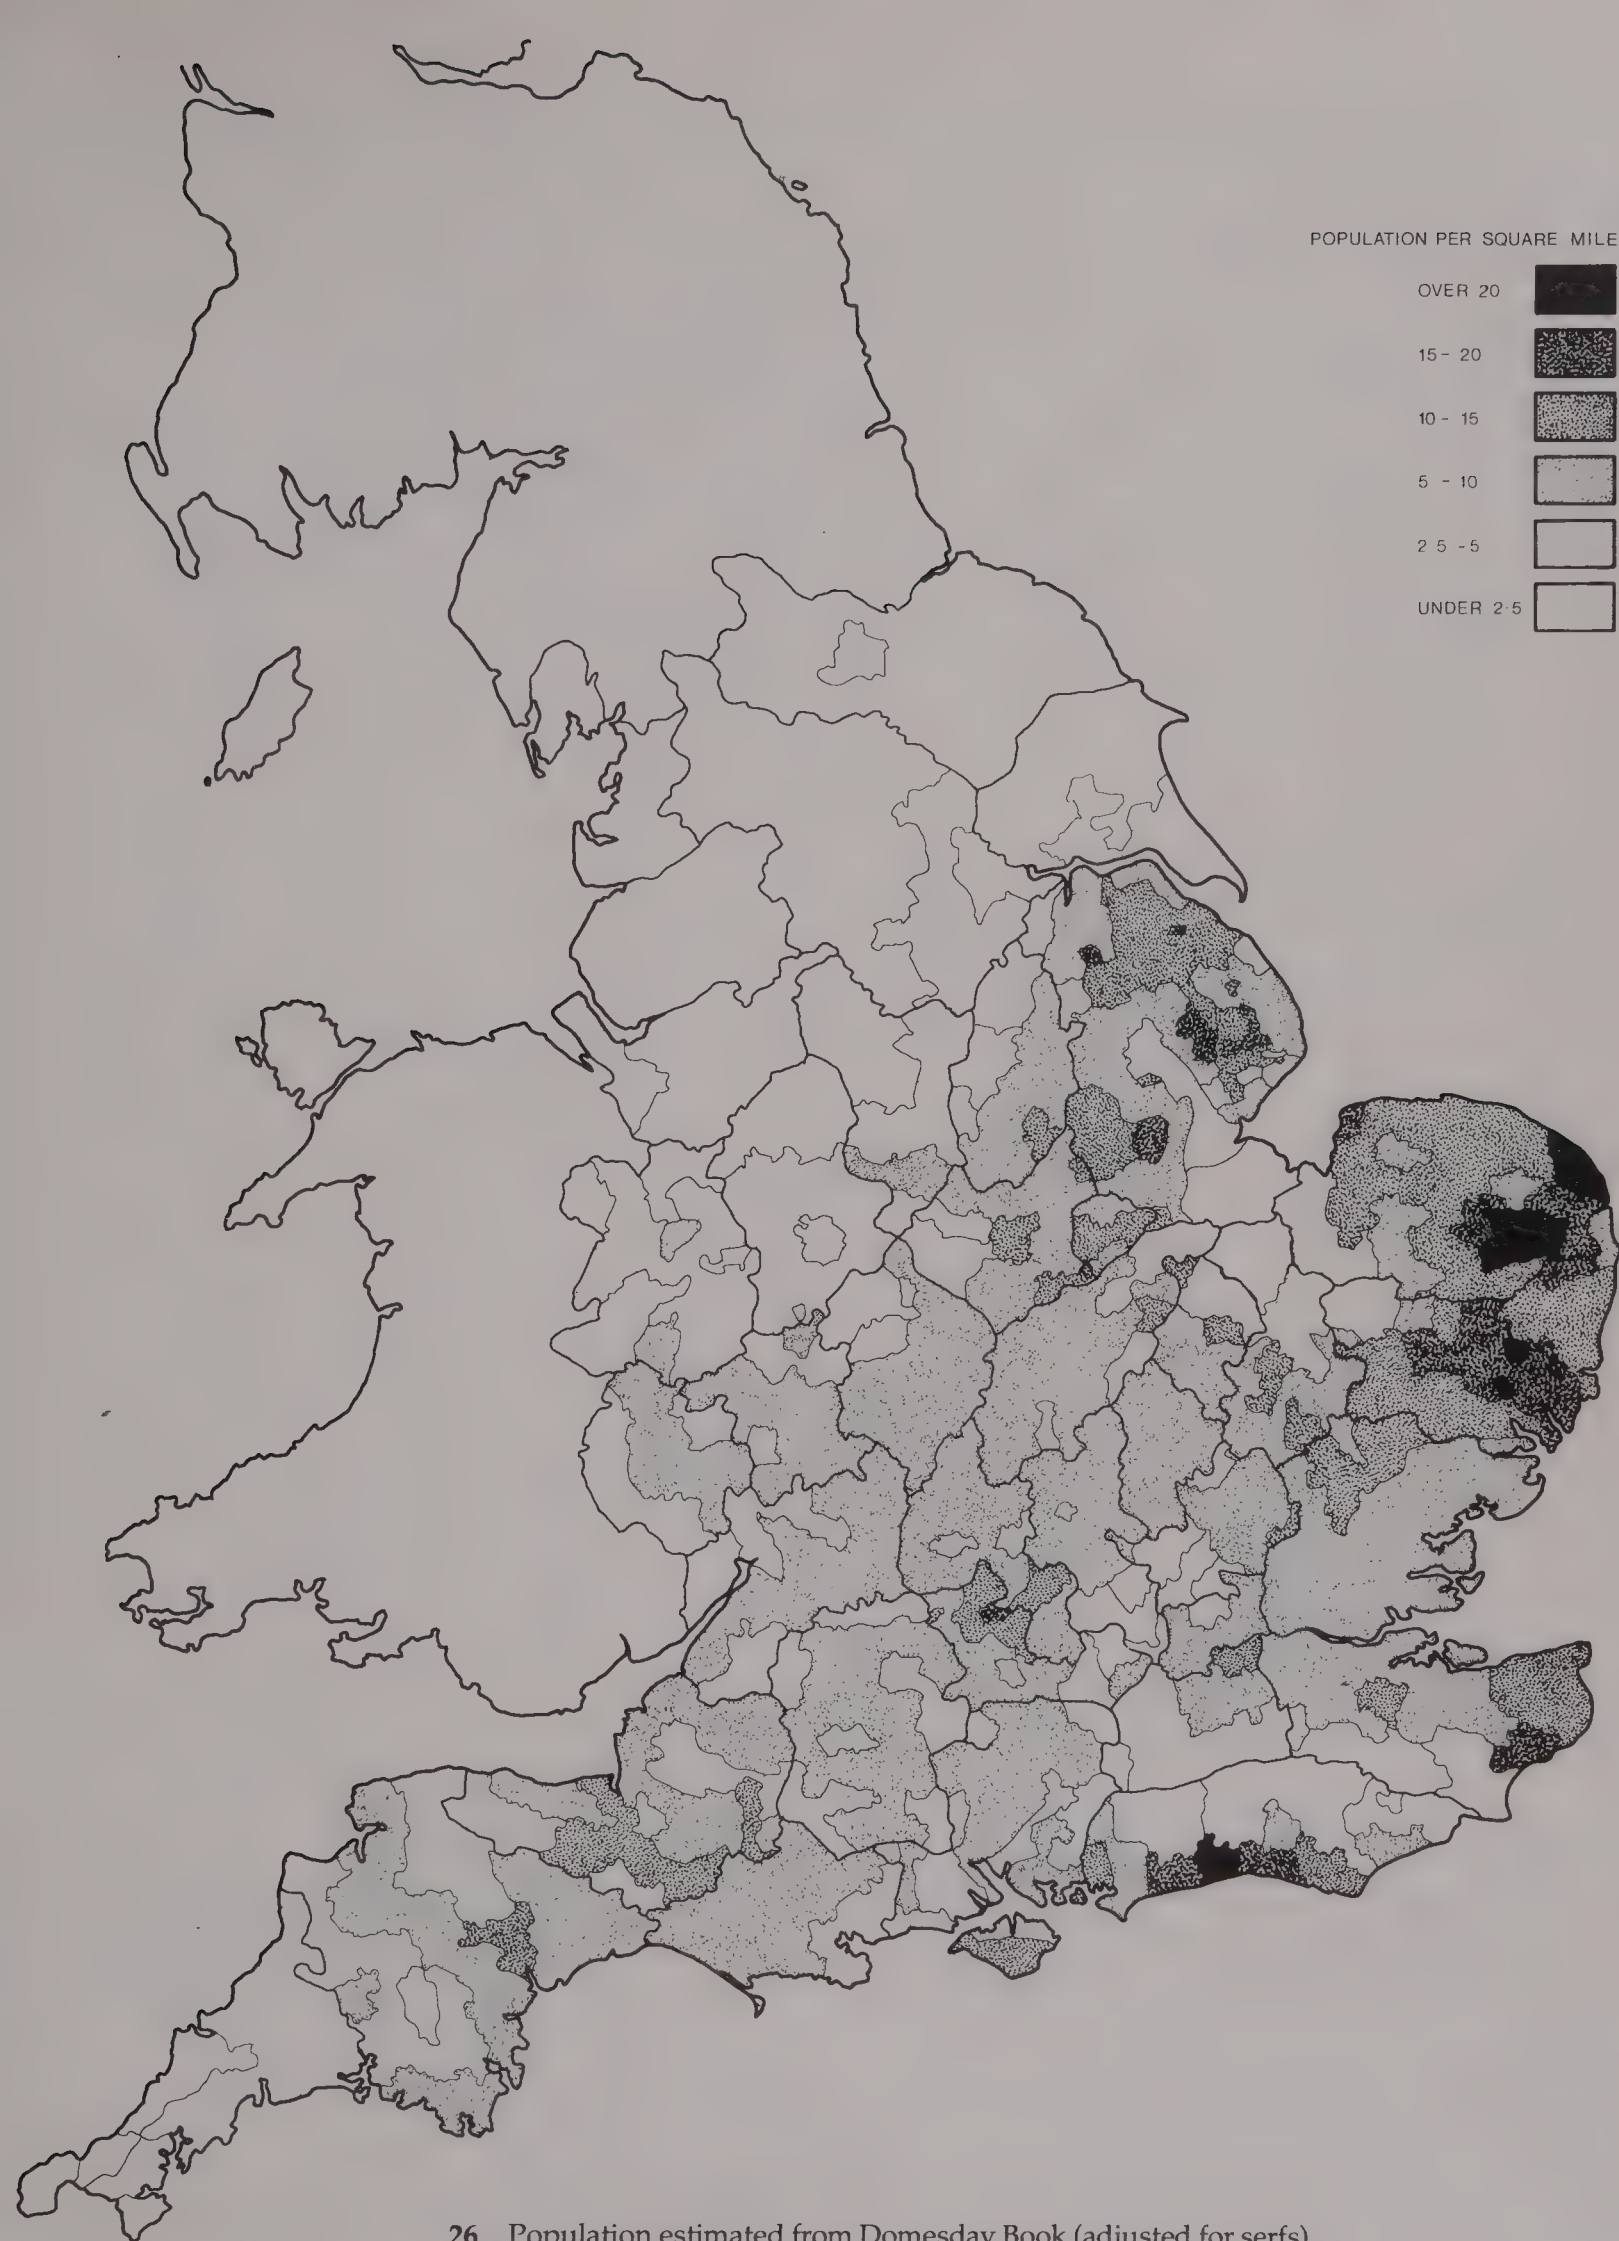 POPULATION PER SQUARE MILE
OVER 20
15 - 20
10 - 15
5 - 10
2 5 - 5
UNDER 2·5
26 Population estimated from Domesday Book (adjusted for serfs)